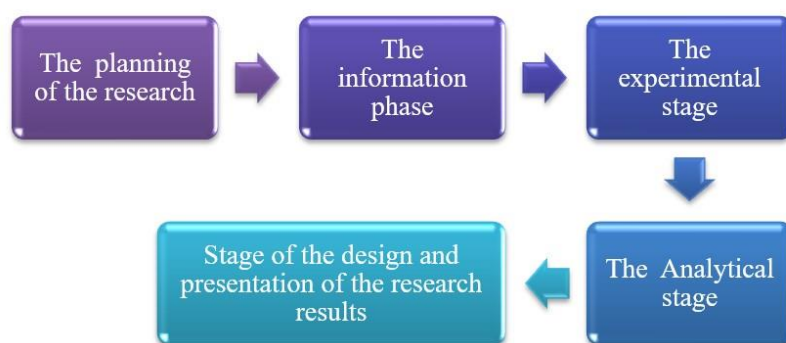 The planning
of the research
The
information
phase
The
experimental
stage
The Analytical
stage
Stage of the design and
presentation of the research
results